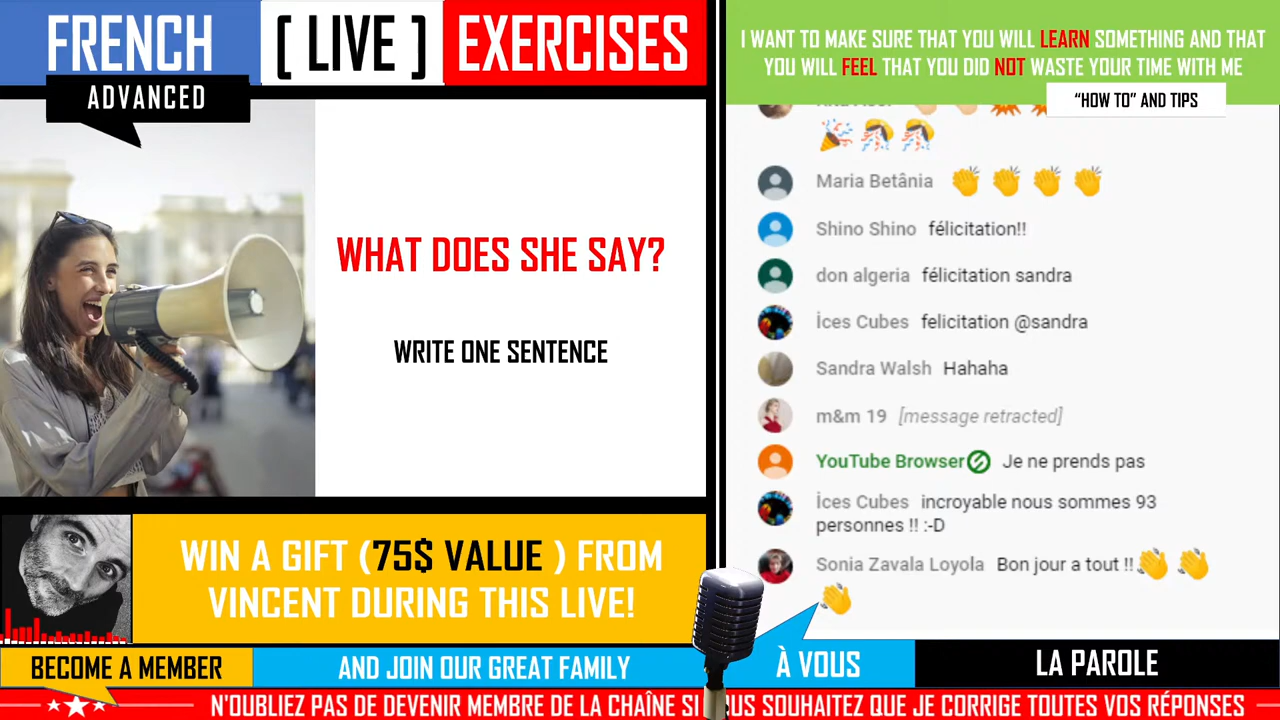 FRENCH [ LIVE ] EXERCISES
ADVANCED
WHAT DOES SHE SAY?
WRITE ONE SENTENCE
WIN A GIFT (75$ VALUE ) FROM
VINCENT DURING THIS LIVE!
I WANT TO MAKE SURE THAT YOU WILL LEARN SOMETHING AND THAT
YOU WILL FEEL THAT YOU DID NOT WASTE YOUR TIME WITH ME
“HOW TO” AND TIPS
Maria Betânia
Shino Shino félicitation!!
don algeria félicitation sandra
İces Cubes felicitation @sandra
Sandra Walsh Hahaha
m&m 19 [message retracted]
YouTube Browser Je ne prends pas
İces Cubes incroyable nous sommes 93
personnes !! :-D
Sonia Zavala Loyola Bon jour a tout !!
BECOME A MEMBER AND JOIN OUR GREAT FAMILY À VOUS LA PAROLE
N'OUBLIEZ PAS DE DEVENIR MEMBRE DE LA CHAÎNE SI SOUHAITEZ QUE JE CORRIGE TOUTES VOS RÉPONSES